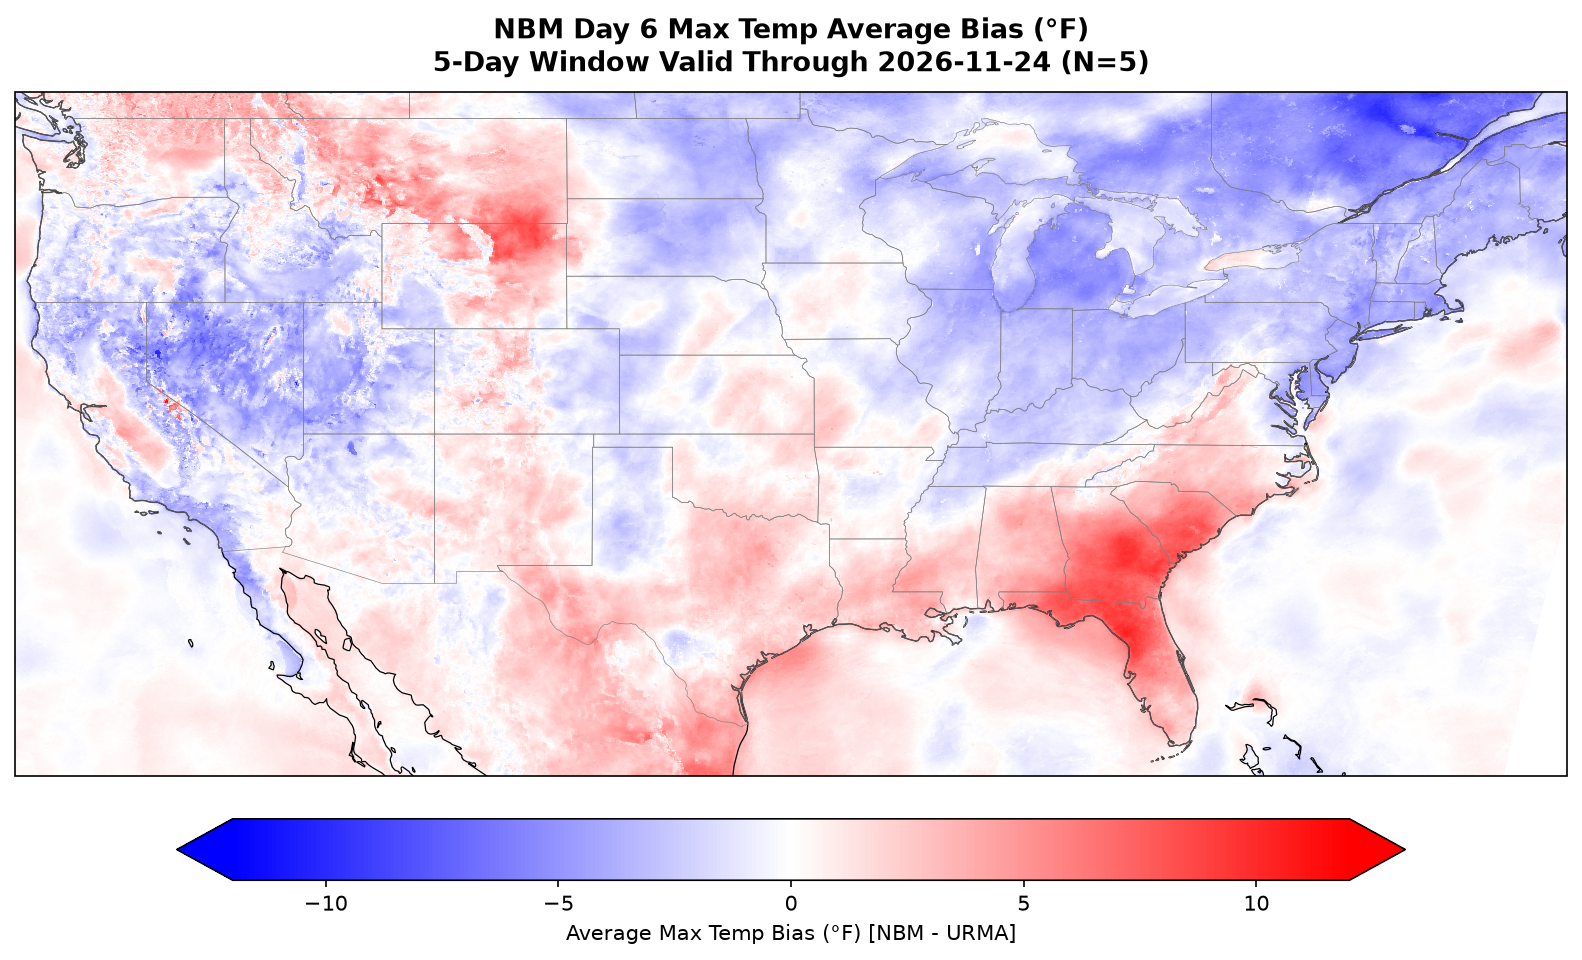 NBM Day 6 Max Temp Average Bias (°F)
5-Day Window Valid Through 2026-11-24 (N=5)
−10 −5 0 5 10
Average Max Temp Bias (°F) [NBM - URMA]